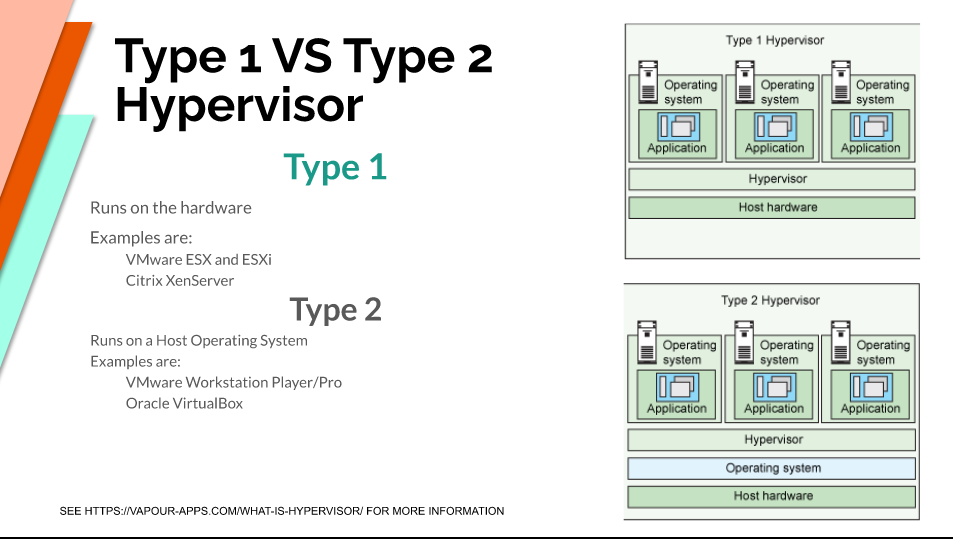 Type 1 VS Type 2
Hypervisor
Type 1
Runs on the hardware
Examples are:
VMware ESX and ESXi
Citrix XenServer
Type 2
Runs on a Host Operating System
Examples are:
VMware Workstation Player/Pro
Oracle VirtualBox
SEE HTTPS://VAPOUR-APPS.COM/WHAT-IS-HYPERVISOR/ FOR MORE INFORMATION
Type 1 Hypervisor
Operating Operating Operating
system system system
Application Application Application
Hypervisor
Host hardware
Type 2 Hypervisor
Operating Operating Operating
system system system
Application Application Application
Hypervisor
Operating system
Host hardware